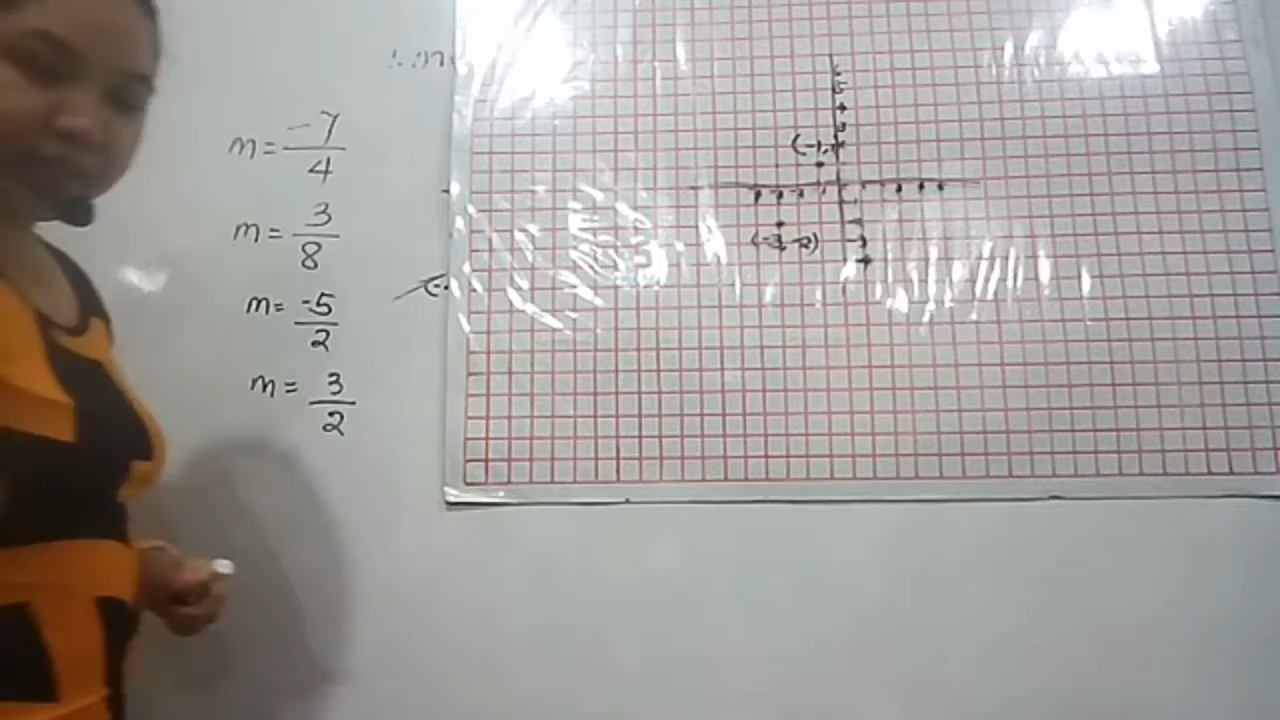 m = -7/4
m = 3/8
m = -5/2
m = 3/2
(-1,
(-3, -2)